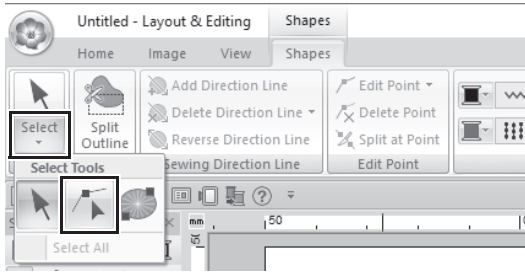 Untitled - Layout & Editing
Shapes
Home
Image
View
Shapes
Select
Split
Outline
Add Direction Line
Delete Direction Line
Reverse Direction Line
Sewing Direction Line
Edit Point
Delete Point
Split at Point
Edit Point
Select Tools
Select All
mm
50